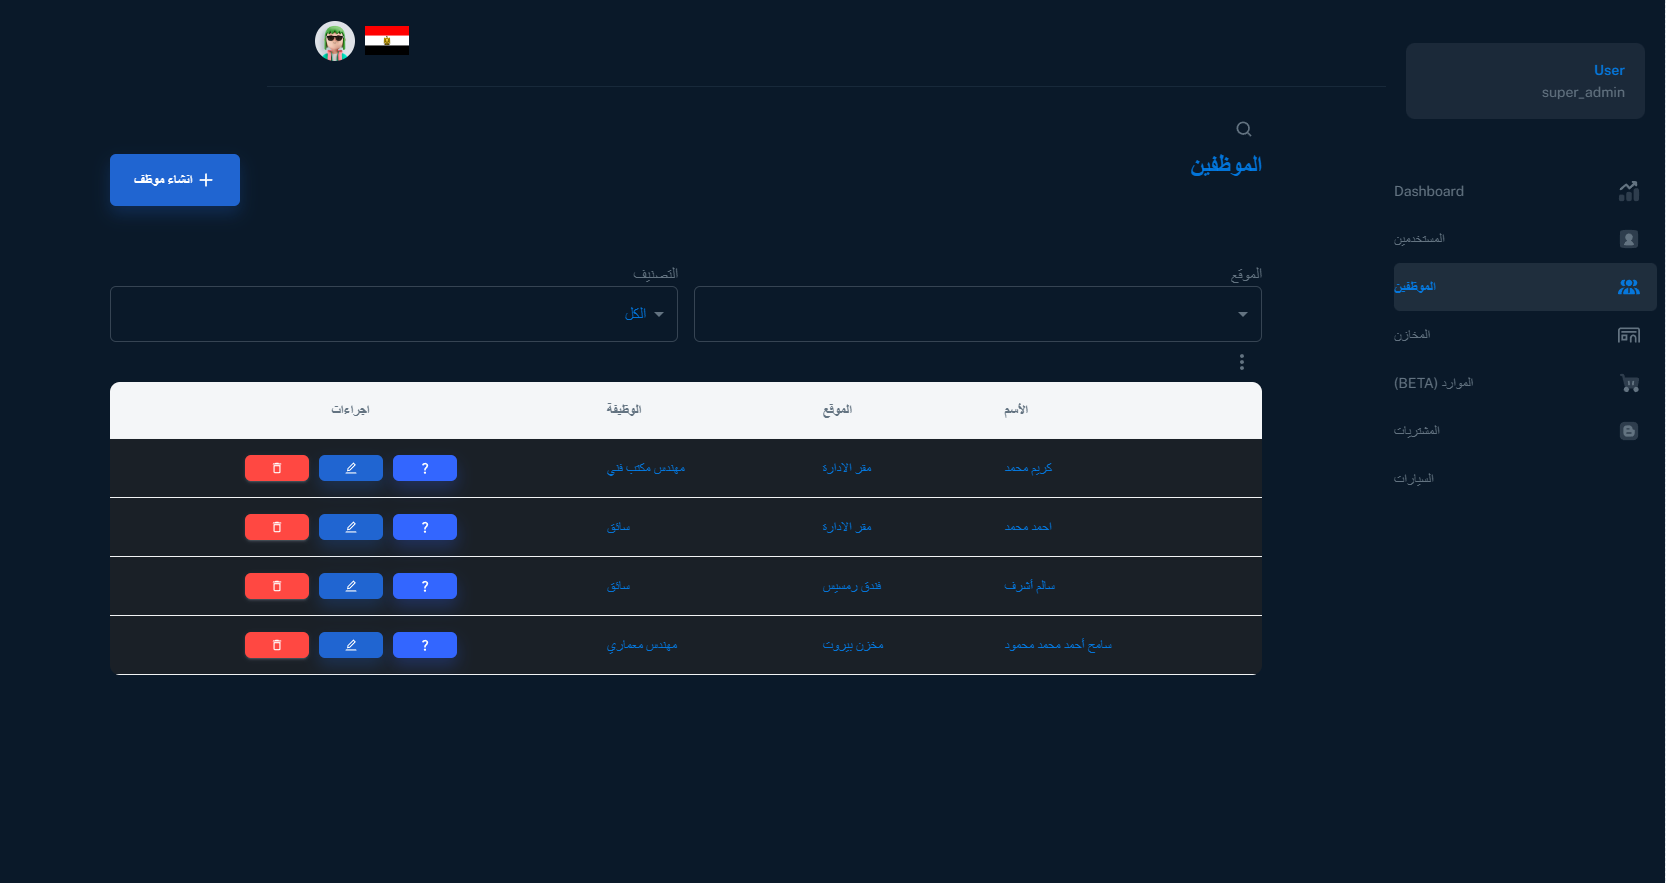 User
super_admin
Dashboard
المستخدمين
الموظفين
المخازن
الموارد (BETA)
المشتريات
السيارات
الموظفين
انشاء موظف
الموقع
التصنيف
الكل
الأسم الموقع الوظيفة اجراءات
كريم محمد مقر الادارة مهندس مكتب فني ?
احمد محمد مقر الادارة سائق ?
سالم أشرف فندق رمسيس سائق ?
سامح أحمد محمد محمود مخزن بيروت مهندس معماري ?